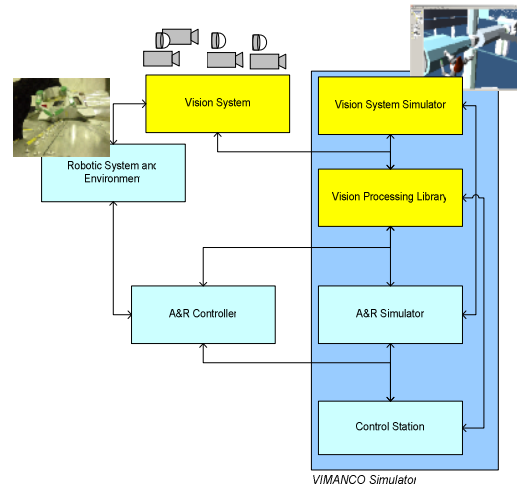 Vision System
Vision System Simulator
Robotic System and
Environment
Vision Processing Library
A&R Controller
A&R Simulator
Control Station
VIMANCO Simulator